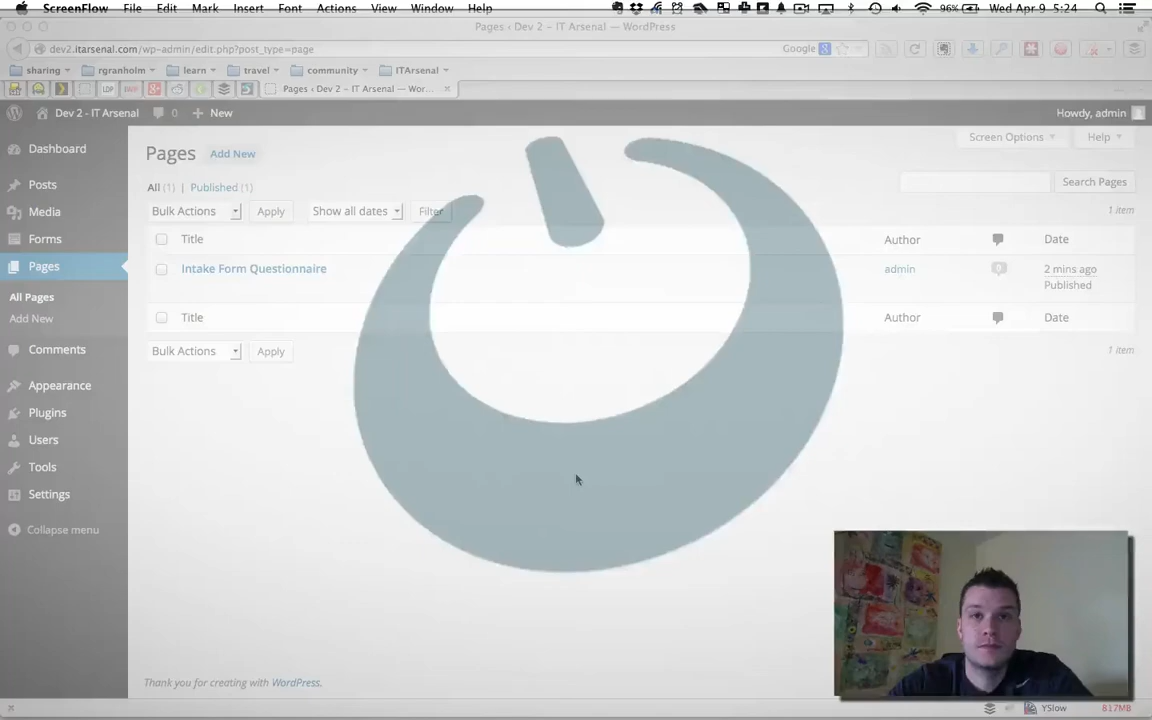 ScreenFlow File Edit Mark Insert Font Actions View Window Help 96% Wed Apr 9 5:24
Pages ‹ Dev 2 – IT Arsenal — WordPress
dev2.itarsenal.com/wp-admin/edit.php?post_type=page Google
sharing rgranholm learn travel community ITArsenal
LDP Pages ‹ Dev 2 – IT Arsenal — Wor...
Dev 2 - IT Arsenal 0 + New Howdy, admin
Screen Options Help
Dashboard
Posts
Media
Forms
Pages
All Pages
Add New
Comments
Appearance
Plugins
Users
Tools
Settings
Collapse menu
Pages Add New
All (1) | Published (1)
Search Pages
Bulk Actions Apply Show all dates Filter 1 item
Title Author Date
Intake Form Questionnaire admin 0 2 mins ago
Published
Title Author Date
Bulk Actions Apply 1 item
Thank you for creating with WordPress.
YSlow 817MB